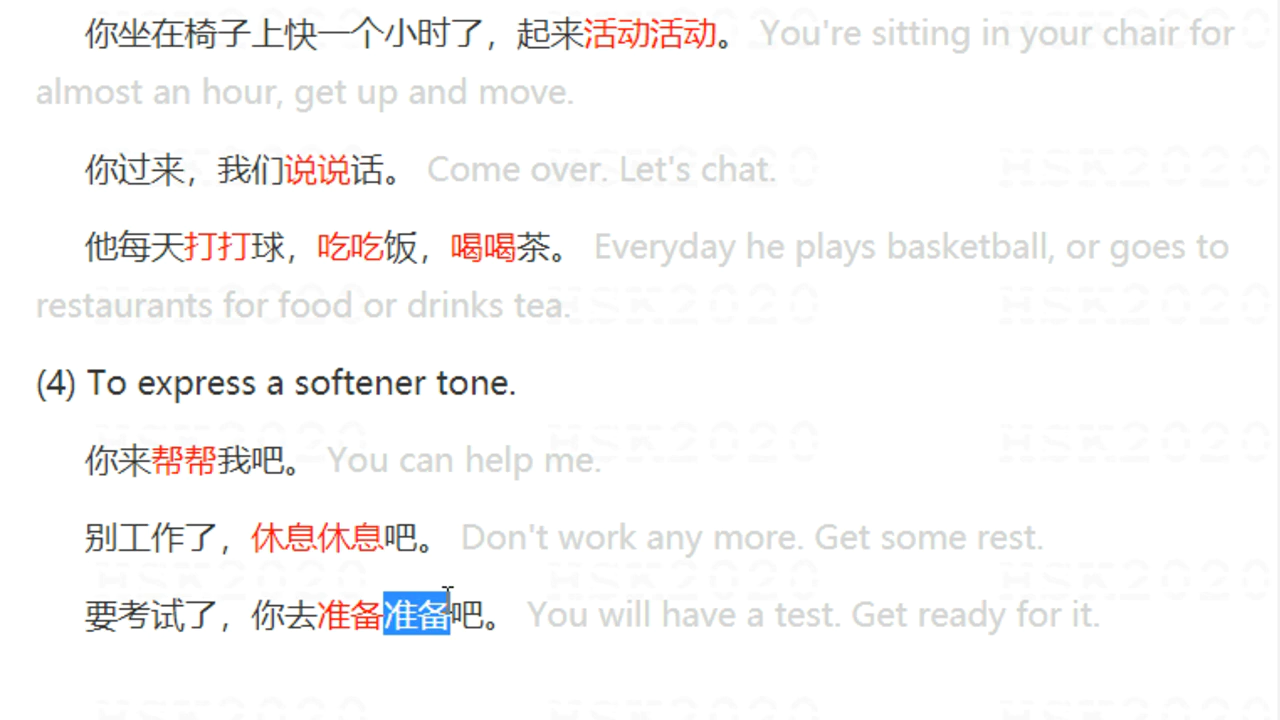 你坐在椅子上快一个小时了，起来活动活动。 You're sitting in your chair for
almost an hour, get up and move.
你过来，我们说说话。 Come over. Let's chat.
他每天打打球，吃吃饭，喝喝茶。 Everyday he plays basketball, or goes to
restaurants for food or drinks tea.
(4) To express a softener tone.
你来帮帮我吧。 You can help me.
别工作了，休息休息吧。 Don't work any more. Get some rest.
要考试了，你去准备准备吧。 You will have a test. Get ready for it.
HSK2020